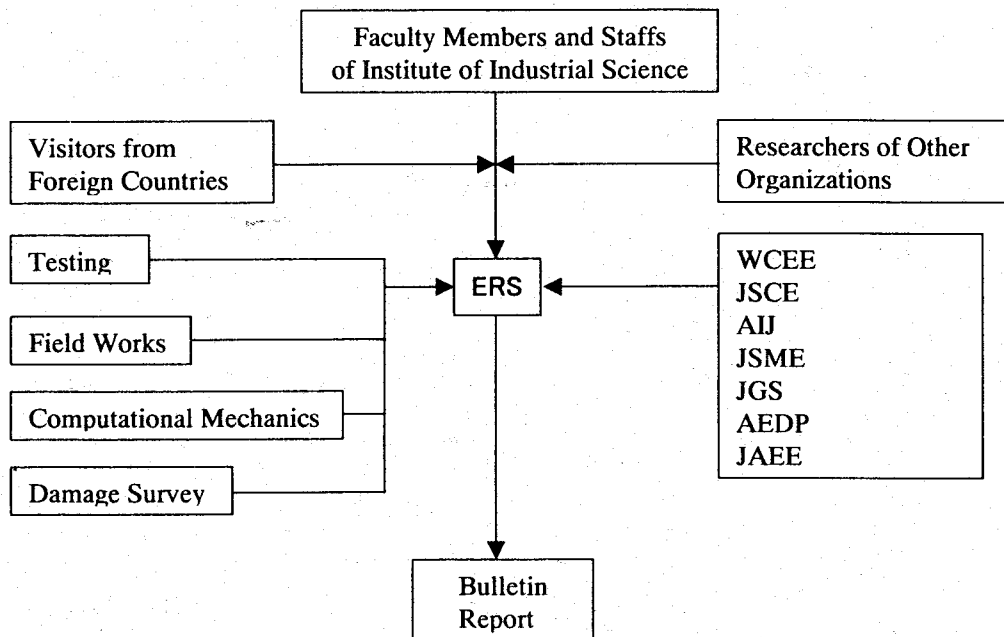 Faculty Members and Staffs
of Institute of Industrial Science
Visitors from
Foreign Countries
Researchers of Other
Organizations
Testing
Field Works
Computational Mechanics
Damage Survey
ERS
WCEE
JSCE
AIJ
JSME
JGS
AEDP
JAEE
Bulletin
Report